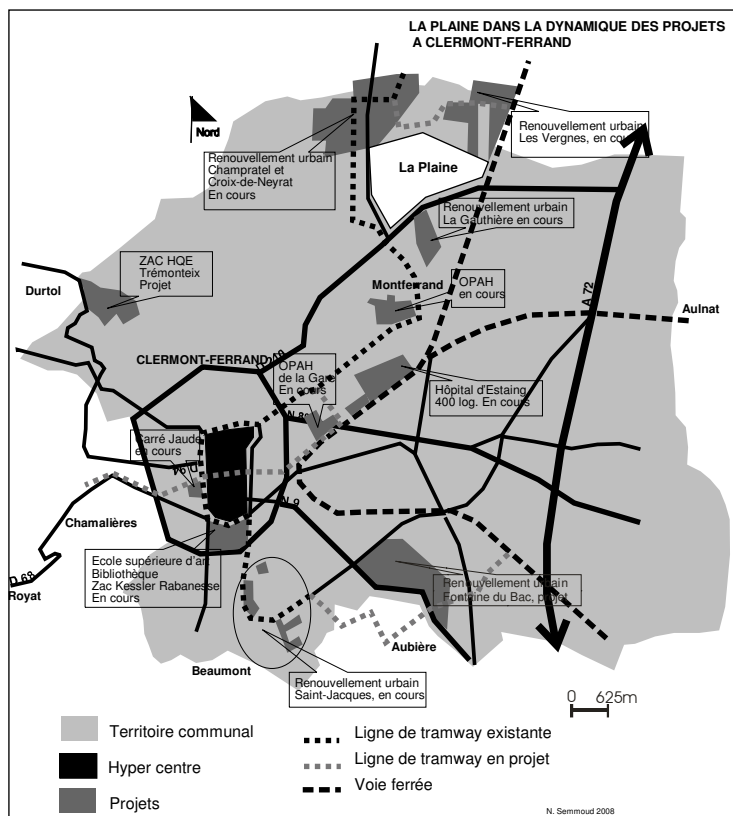 LA PLAINE DANS LA DYNAMIQUE DES PROJETS
A CLERMONT-FERRAND
Nord
Renouvellement urbain
Les Vergnes, en cours
Renouvellement urbain
Champratel et
Croix-de-Neyrat
En cours
La Plaine
Renouvellement urbain
La Gauthière en cours
ZAC HQE
Trémonteix
Projet
Durtol
Montferrand
OPAH
en cours
A 72
Aulnat
CLERMONT-FERRAND
OPAH
de la Gare
En cours
Hôpital d'Estaing
400 log. En cours
N 89
Carré Jaude
en cours
Chamalières
N 9
D 68
Royat
Ecole supérieure d'art
Bibliothèque
Zac Kessler Rabanesse
En cours
Renouvellement urbain
Fontaine du Bac, projet
Aubière
Beaumont
Renouvellement urbain
Saint-Jacques, en cours
0 625m
Territoire communal
Hyper centre
Projets
Ligne de tramway existante
Ligne de tramway en projet
Voie ferrée
N. Semmoud 2008